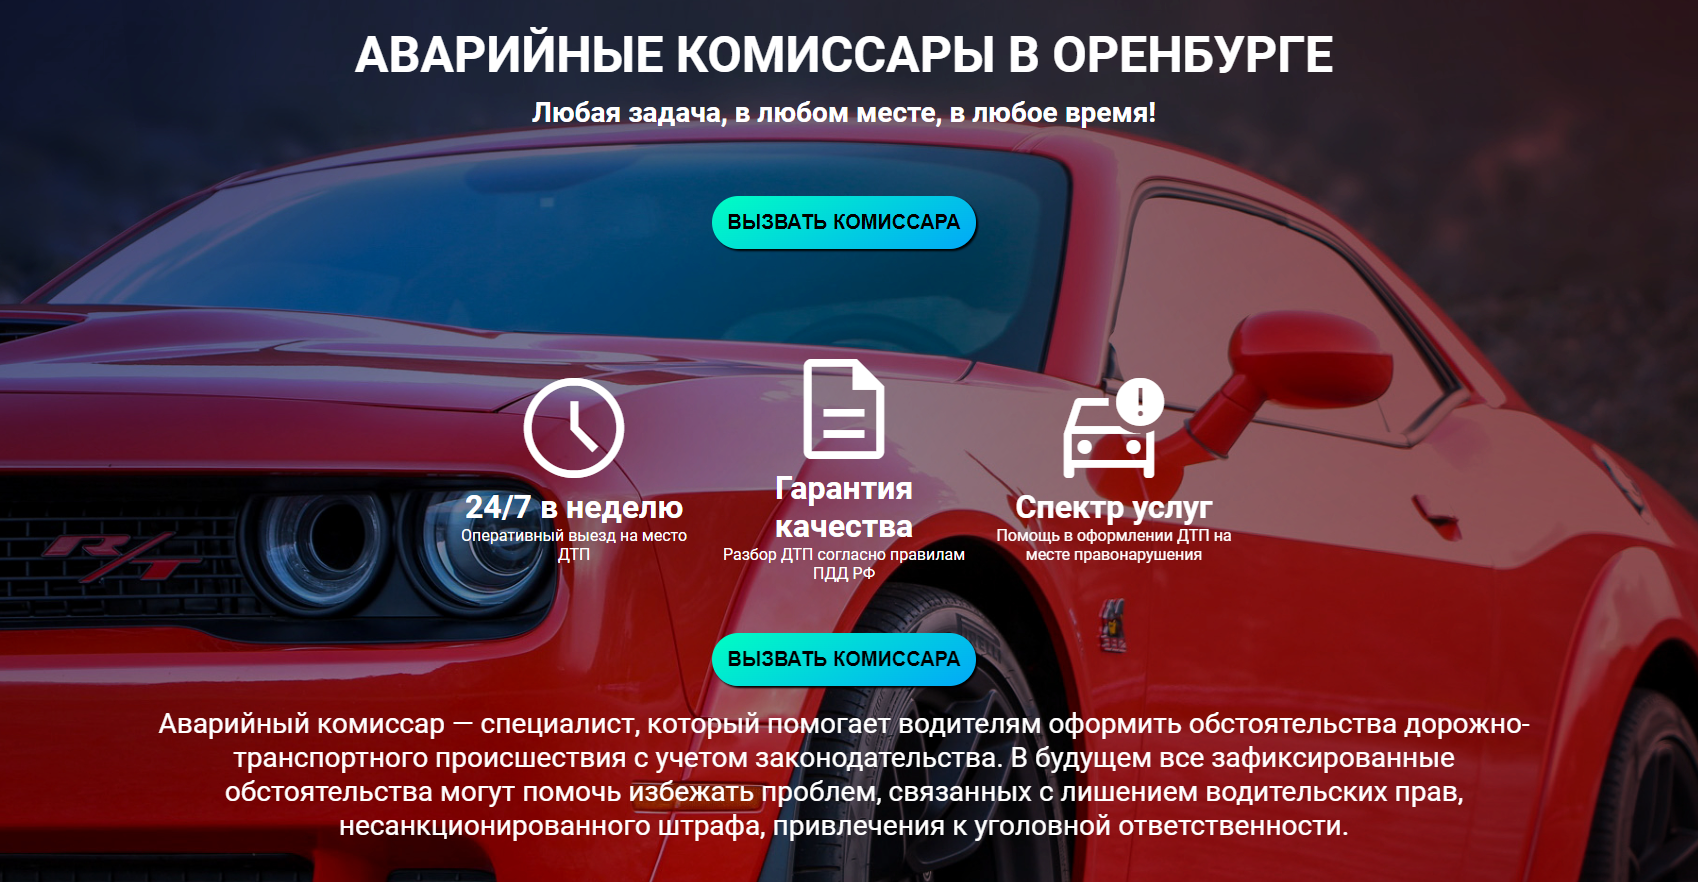 АВАРИЙНЫЕ КОМИССАРЫ В ОРЕНБУРГЕ
Любая задача, в любом месте, в любое время!
ВЫЗВАТЬ КОМИССАРА
24/7 в неделю
Оперативный выезд на место
ДТП
Гарантия
качества
Разбор ДТП согласно правилам
ПДД РФ
Спектр услуг
Помощь в оформлении ДТП на
месте правонарушения
R/T
ВЫЗВАТЬ КОМИССАРА
Аварийный комиссар — специалист, который помогает водителям оформить обстоятельства дорожно-
транспортного происшествия с учетом законодательства. В будущем все зафиксированные
обстоятельства могут помочь избежать проблем, связанных с лишением водительских прав,
несанкционированного штрафа, привлечения к уголовной ответственности.